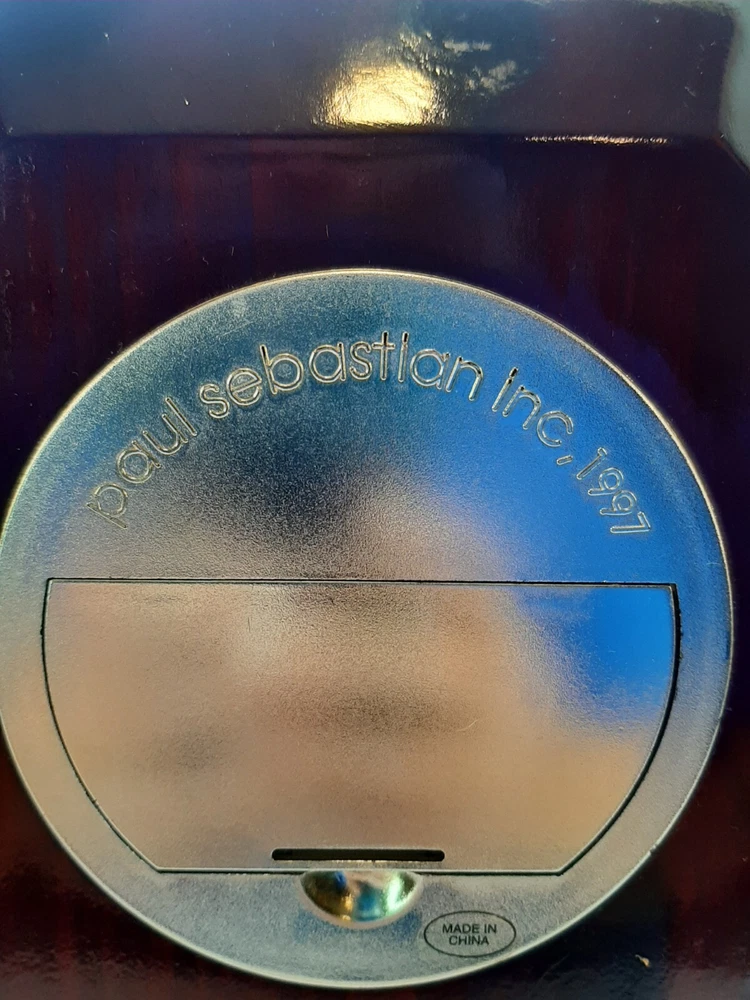 paul sebastian inc, 1997
MADE IN
CHINA